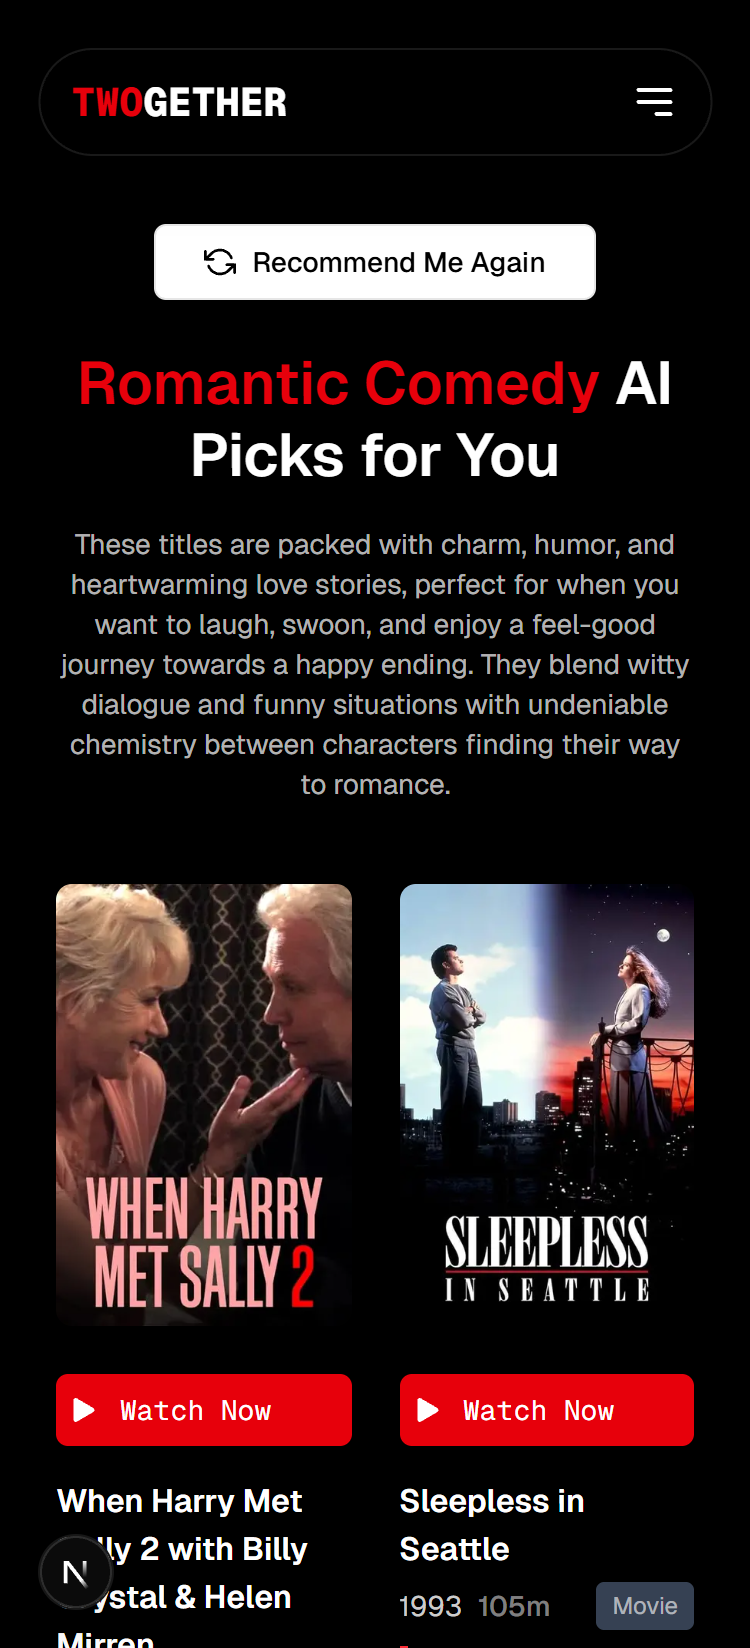 TWOGETHER
Recommend Me Again
Romantic Comedy AI
Picks for You
These titles are packed with charm, humor, and
heartwarming love stories, perfect for when you
want to laugh, swoon, and enjoy a feel-good
journey towards a happy ending. They blend witty
dialogue and funny situations with undeniable
chemistry between characters finding their way
to romance.
WHEN HARRY
MET SALLY 2
SLEEPLESS
IN SEATTLE
Watch Now
Watch Now
When Harry Met
lly 2 with Billy
ystal & Helen
Mirren
Sleepless in
Seattle
1993 105m Movie
N